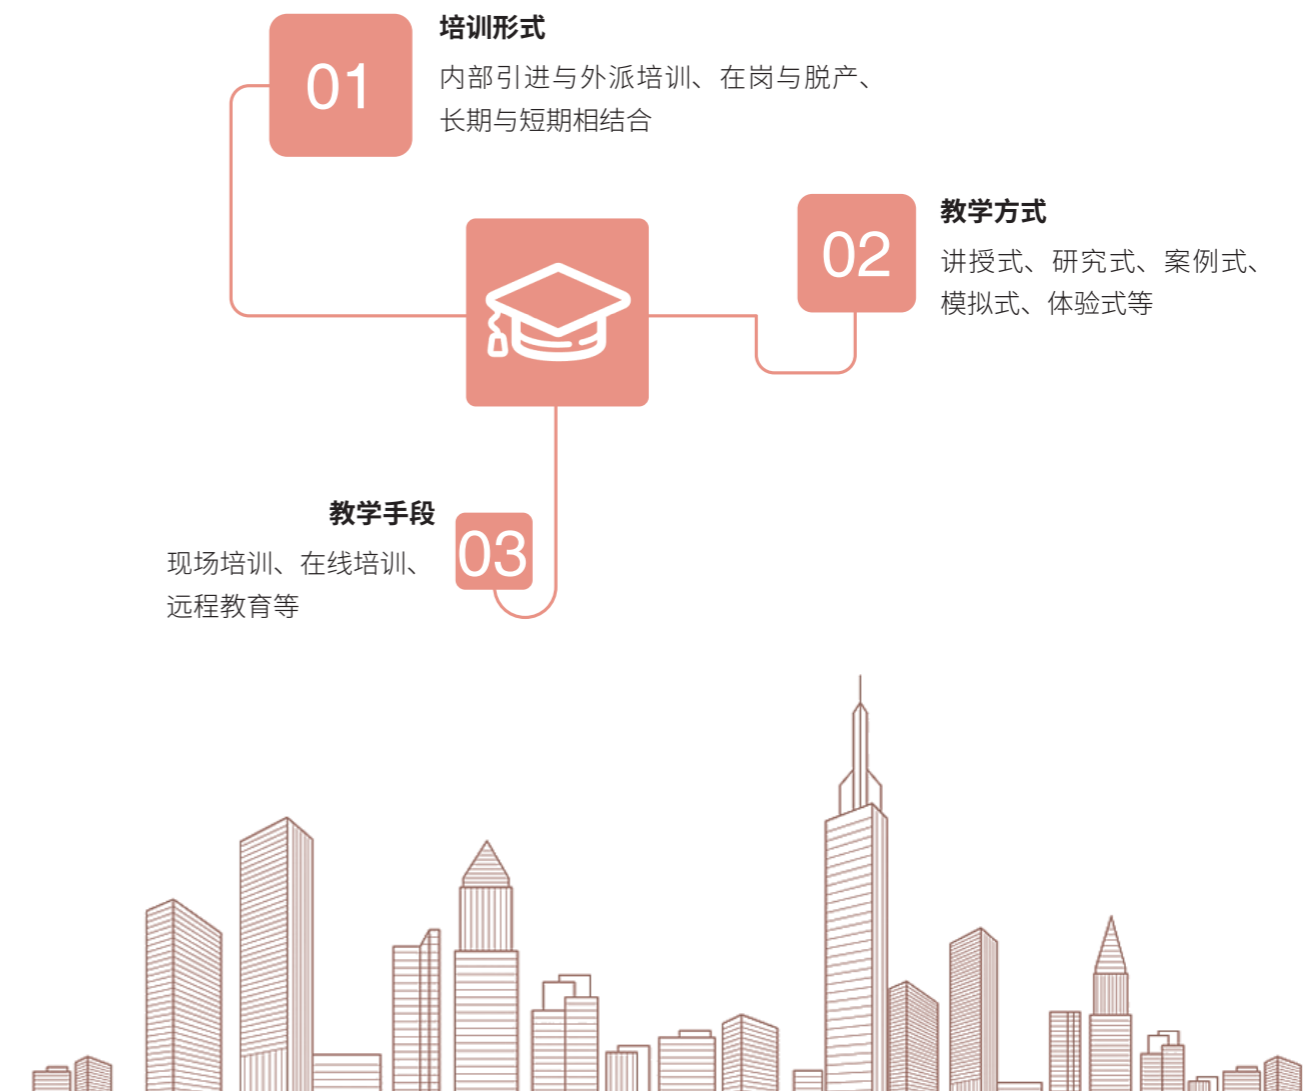 01
培训形式
内部引进与外派培训、在岗与脱产、
长期与短期相结合
02
教学方式
讲授式、研究式、案例式、
模拟式、体验式等
教学手段
03
现场培训、在线培训、
远程教育等